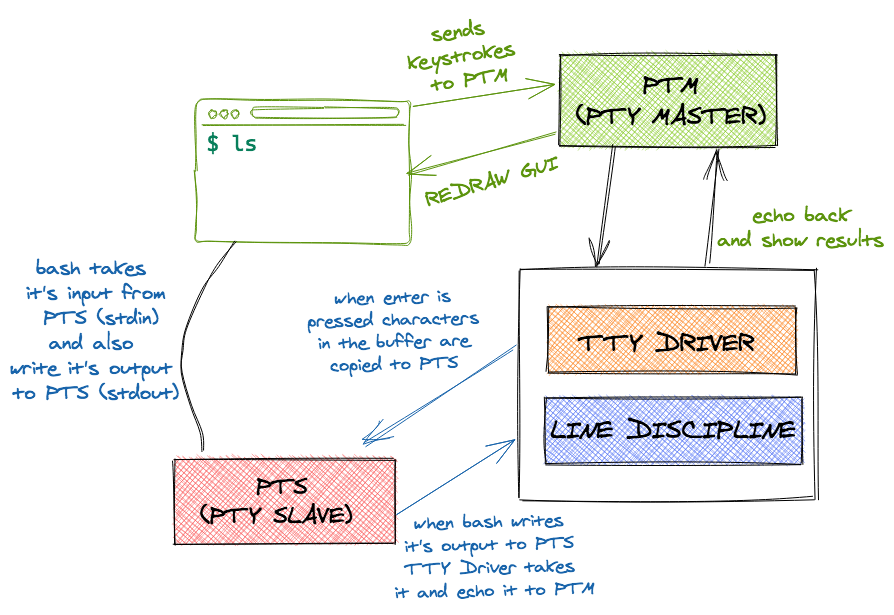 sends
keystrokes
to PTM
PTM
(PTY MASTER)
$ ls
REDRAW GUI
echo back
and show results
bash takes
it's input from
PTS (stdin)
and also
write it's output
to PTS (stdout)
when enter is
pressed characters
in the buffer are
copied to PTS
TTY DRIVER
LINE DISCIPLINE
PTS
(PTY SLAVE)
when bash writes
it's output to PTS
TTY Driver takes
it and echo it to PTM